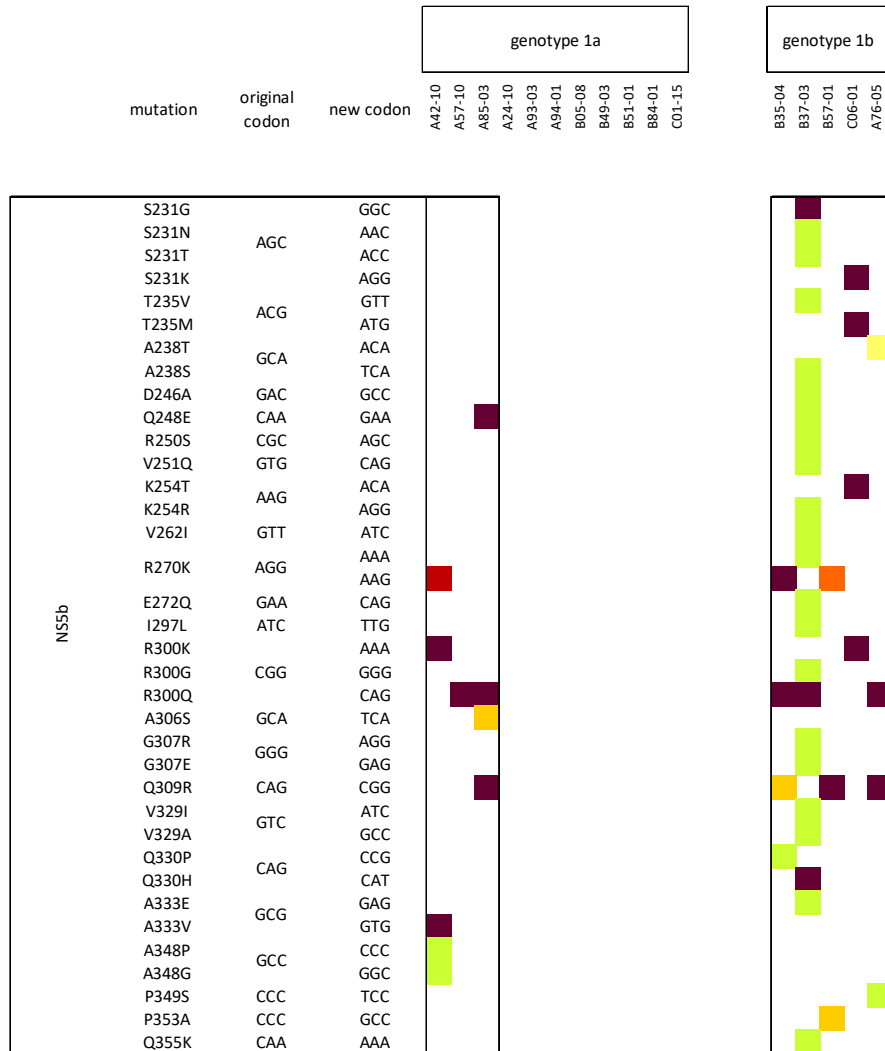 genotype 1a genotype 1b
mutation original codon new codon A42-10 A57-10 A85-03 A24-10 A93-03 A94-01 B05-08 B49-03 B51-01 B84-01 C01-15 B35-04 B37-03 B57-01 C06-01 A76-05
NS5b
S231G GGC
S231N AAC
AGC
S231T ACC
S231K AGG
T235V GTT
ACG
T235M ATG
A238T ACA
GCA
A238S TCA
D246A GAC GCC
Q248E CAA GAA
R250S CGC AGC
V251Q GTG CAG
K254T ACA
AAG
K254R AGG
V262I GTT ATC
AAA
R270K AGG
AAG
E272Q GAA CAG
I297L ATC TTG
R300K AAA
R300G CGG GGG
R300Q CAG
A306S GCA TCA
G307R AGG
GGG
G307E GAG
Q309R CAG CGG
V329I ATC
GTC
V329A GCC
Q330P CCG
CAG
Q330H CAT
A333E GAG
GCG
A333V GTG
A348P CCC
GCC
A348G GGC
P349S CCC TCC
P353A CCC GCC
Q355K CAA AAA